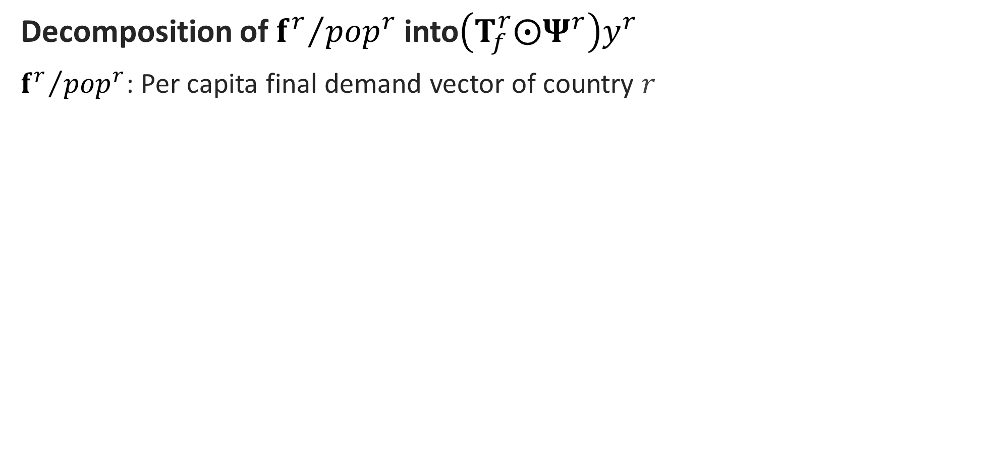 Decomposition of 𝐟^𝑟/𝑝𝑜𝑝^𝑟 into(𝐓_𝑓^𝑟⊙𝚿^𝑟)𝑦^𝑟
𝐟^𝑟/𝑝𝑜𝑝^𝑟: Per capita final demand vector of country 𝑟